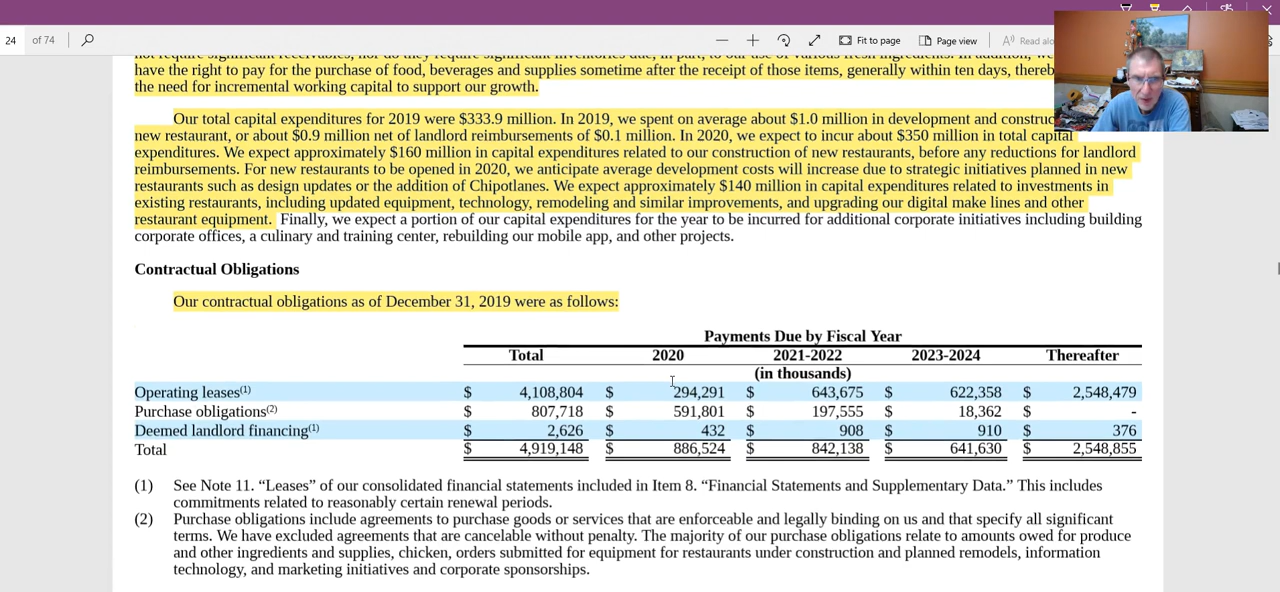 24 of 74 Fit to page Page view Read alo
have the right to pay for the purchase of food, beverages and supplies sometime after the receipt of those items, generally within ten days, thereb
the need for incremental working capital to support our growth.
Our total capital expenditures for 2019 were $333.9 million. In 2019, we spent on average about $1.0 million in development and construc
new restaurant, or about $0.9 million net of landlord reimbursements of $0.1 million. In 2020, we expect to incur about $350 million in total capital
expenditures. We expect approximately $160 million in capital expenditures related to our construction of new restaurants, before any reductions for landlord
reimbursements. For new restaurants to be opened in 2020, we anticipate average development costs will increase due to strategic initiatives planned in new
restaurants such as design updates or the addition of Chipotlanes. We expect approximately $140 million in capital expenditures related to investments in
existing restaurants, including updated equipment, technology, remodeling and similar improvements, and upgrading our digital make lines and other
restaurant equipment. Finally, we expect a portion of our capital expenditures for the year to be incurred for additional corporate initiatives including building
corporate offices, a culinary and training center, rebuilding our mobile app, and other projects.
Contractual Obligations
Our contractual obligations as of December 31, 2019 were as follows:
Payments Due by Fiscal Year
Total 2020 2021-2022 2023-2024 Thereafter
(in thousands)
Operating leases(1) $ 4,108,804 $ 294,291 $ 643,675 $ 622,358 $ 2,548,479
Purchase obligations(2) $ 807,718 $ 591,801 $ 197,555 $ 18,362 $ -
Deemed landlord financing(1) $ 2,626 $ 432 $ 908 $ 910 $ 376
Total $ 4,919,148 $ 886,524 $ 842,138 $ 641,630 $ 2,548,855
(1) See Note 11. “Leases” of our consolidated financial statements included in Item 8. “Financial Statements and Supplementary Data.” This includes
commitments related to reasonably certain renewal periods.
(2) Purchase obligations include agreements to purchase goods or services that are enforceable and legally binding on us and that specify all significant
terms. We have excluded agreements that are cancelable without penalty. The majority of our purchase obligations relate to amounts owed for produce
and other ingredients and supplies, chicken, orders submitted for equipment for restaurants under construction and planned remodels, information
technology, and marketing initiatives and corporate sponsorships.